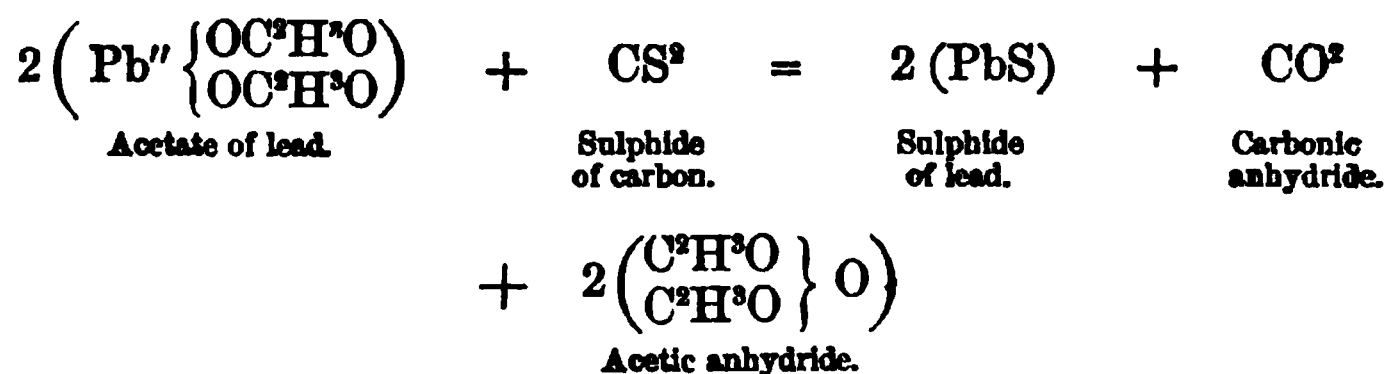 2 ( Pb″ { OC²H³O + CS² = 2 (PbS) + CO²
OC²H³O )
Acetate of lead. Sulphide of carbon. Sulphide of lead. Carbonic anhydride.
+ 2 ( C²H³O } O )
C²H³O
Acetic anhydride.